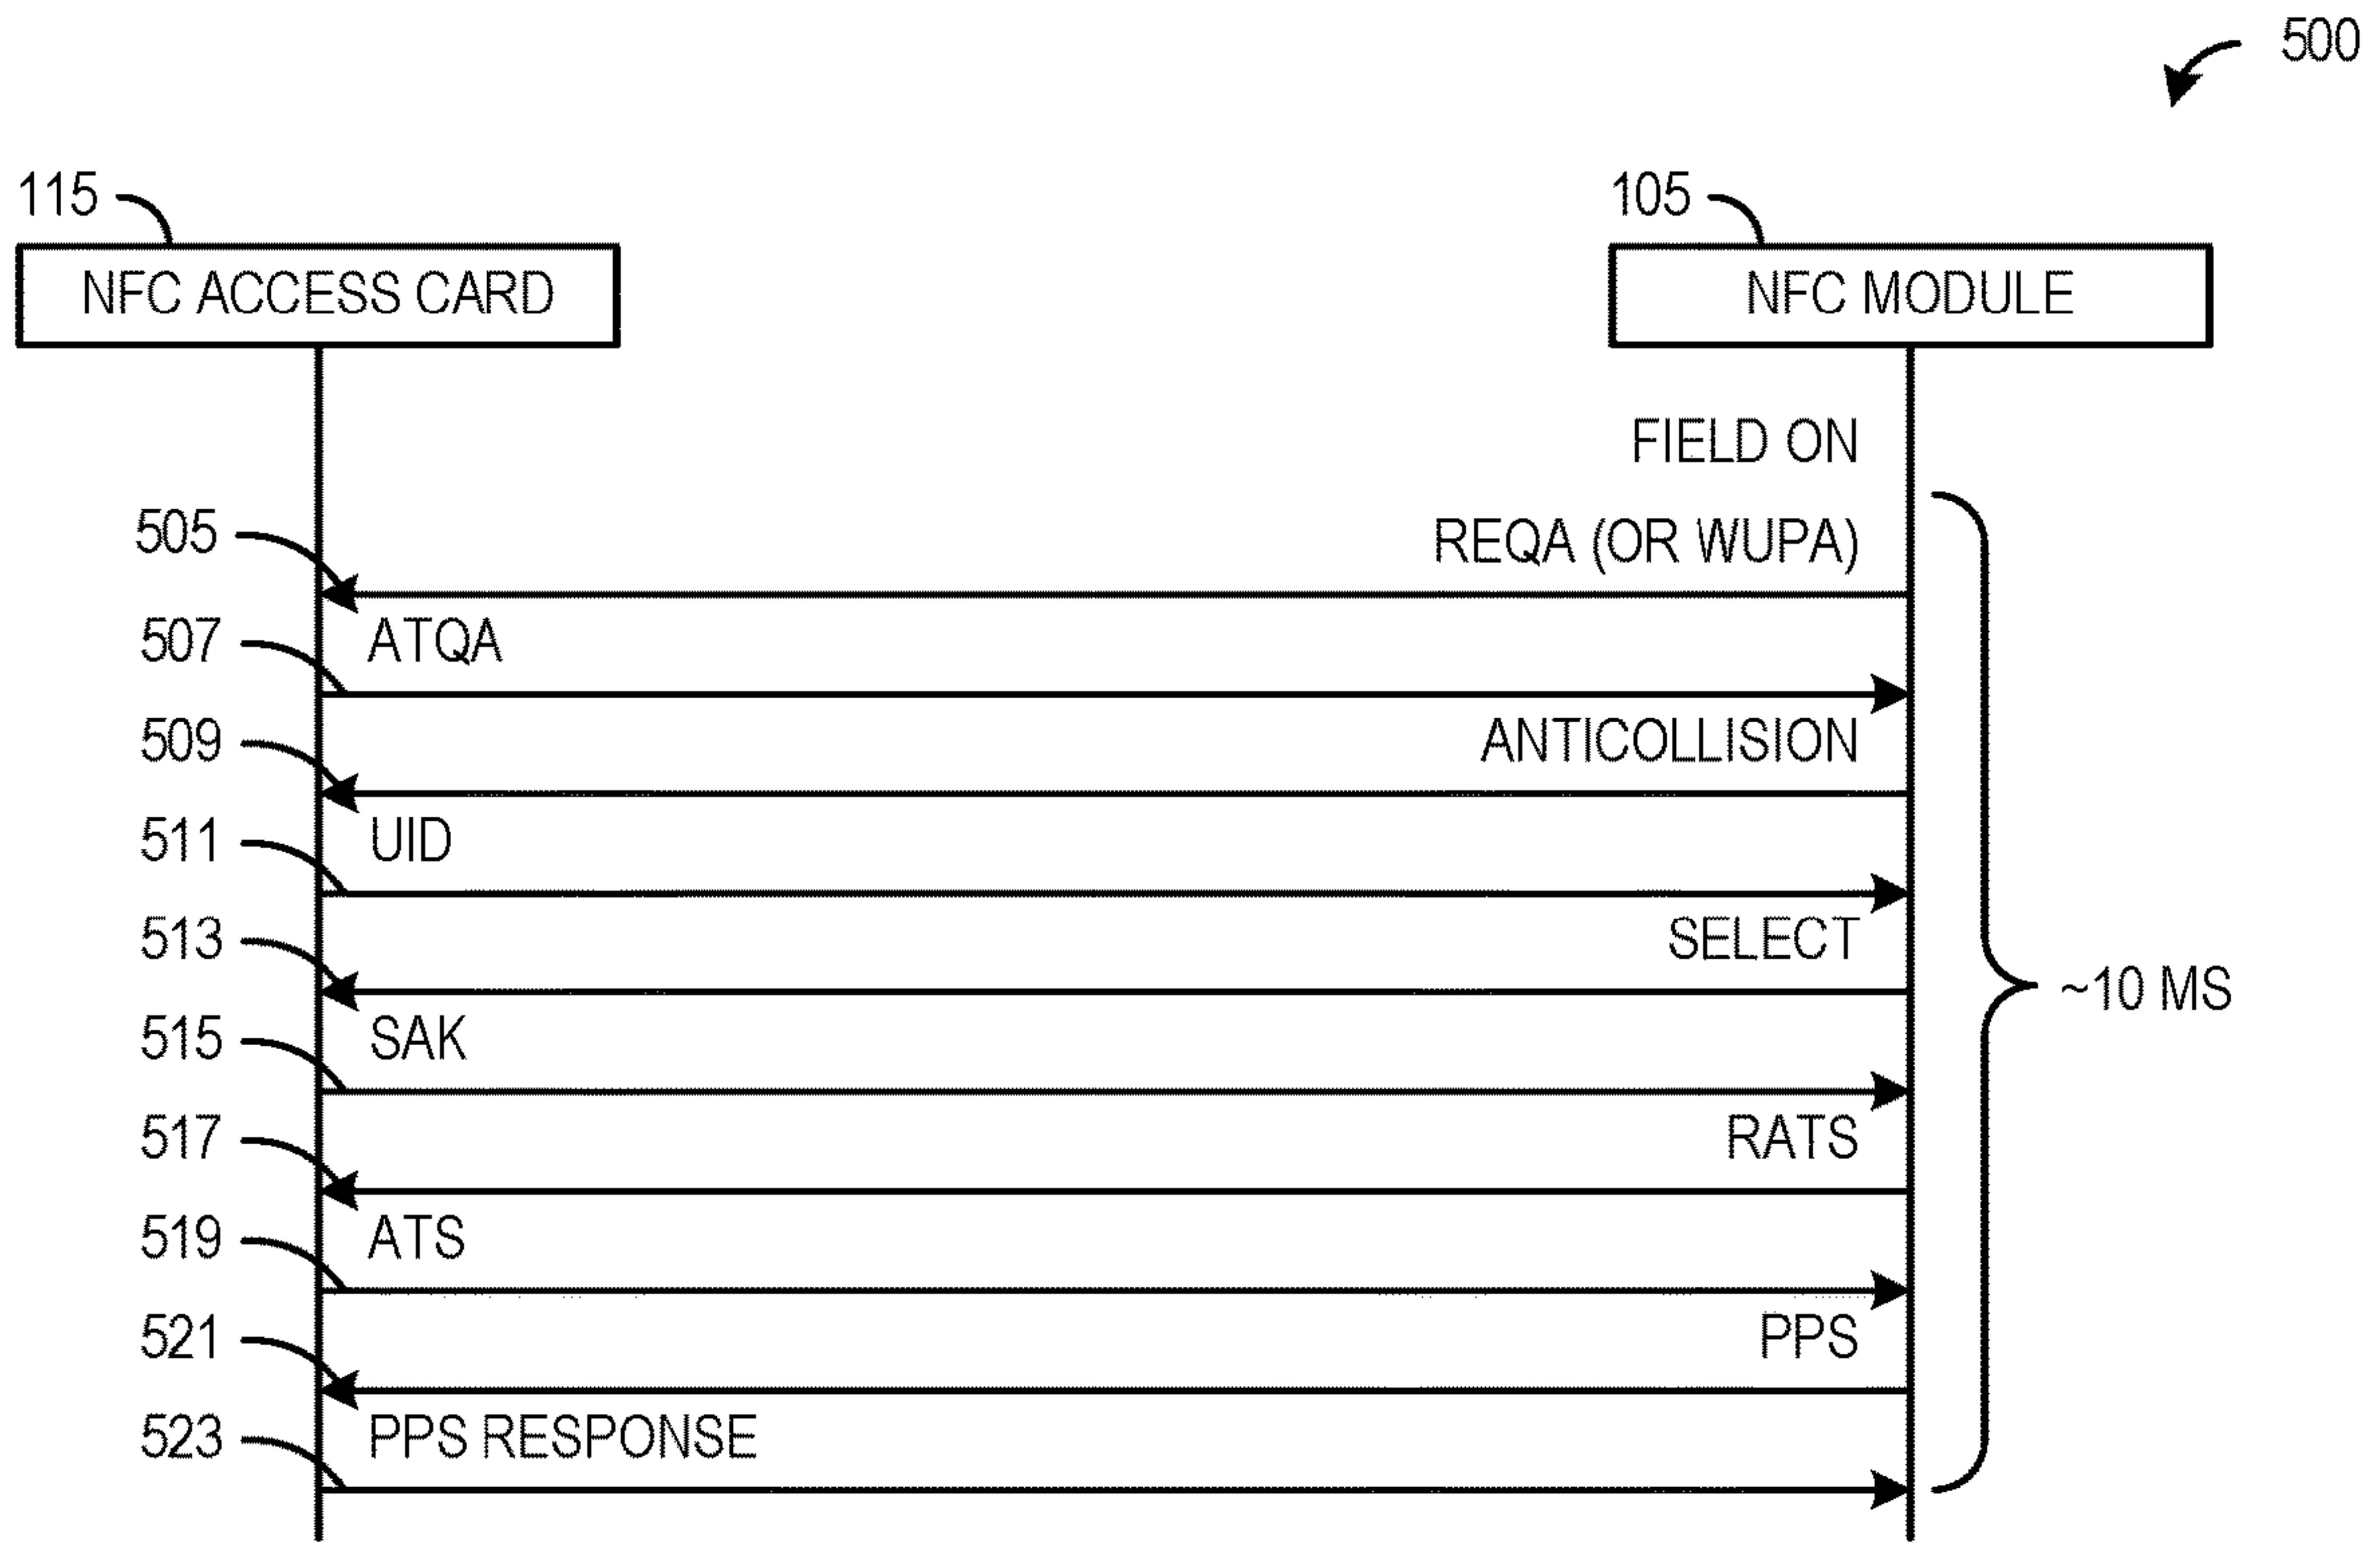 500
115
105
NFC ACCESS CARD
NFC MODULE
FIELD ON
505
REQA (OR WUPA)
507
ATQA
509
ANTICOLLISION
511
UID
513
SELECT
~10 MS
515
SAK
517
RATS
519
ATS
521
PPS
523
PPS RESPONSE